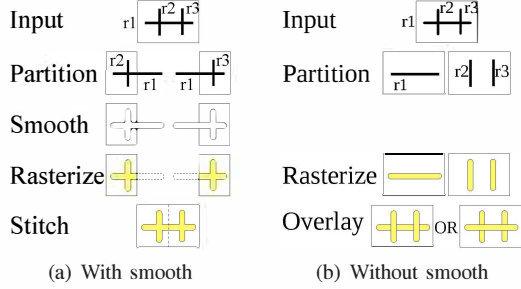 Input r1 r2 r3
Partition r2 r1 r1 r3
Smooth
Rasterize
Stitch
(a) With smooth
Input r1 r2 r3
Partition r1 r2 r3
Rasterize
Overlay OR
(b) Without smooth